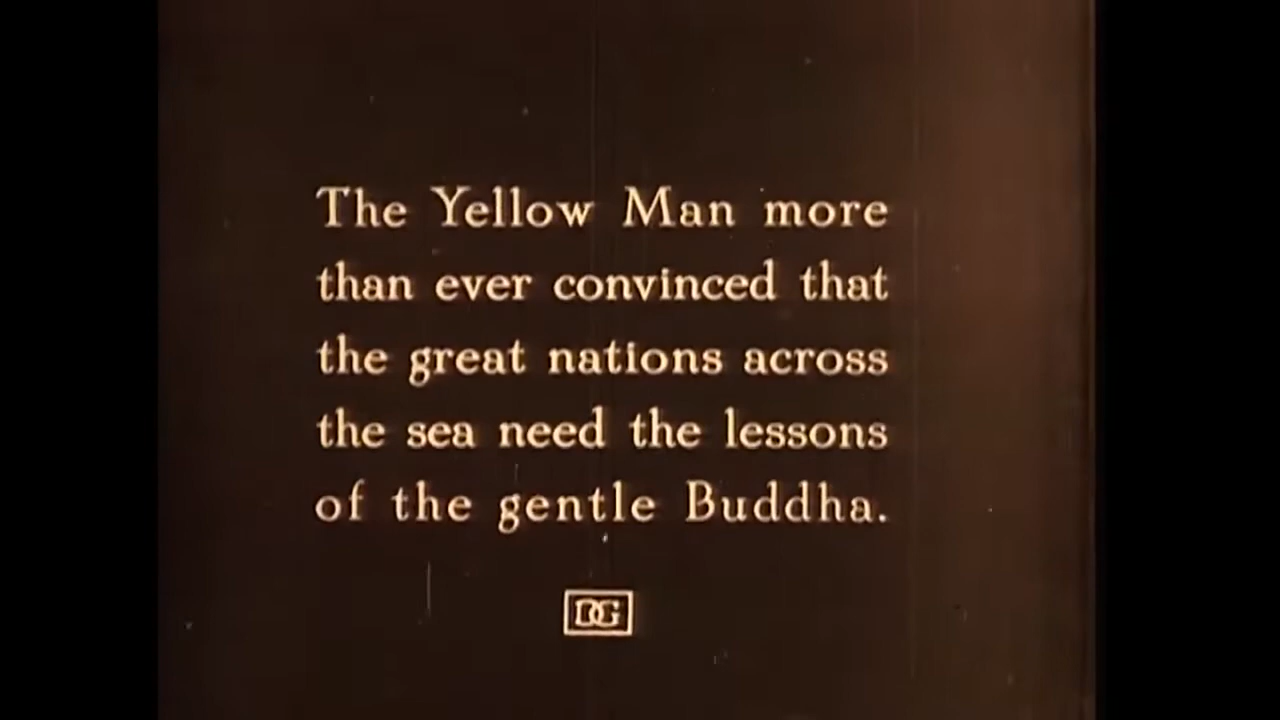 The Yellow Man more
than ever convinced that
the great nations across
the sea need the lessons
of the gentle Buddha.
DG